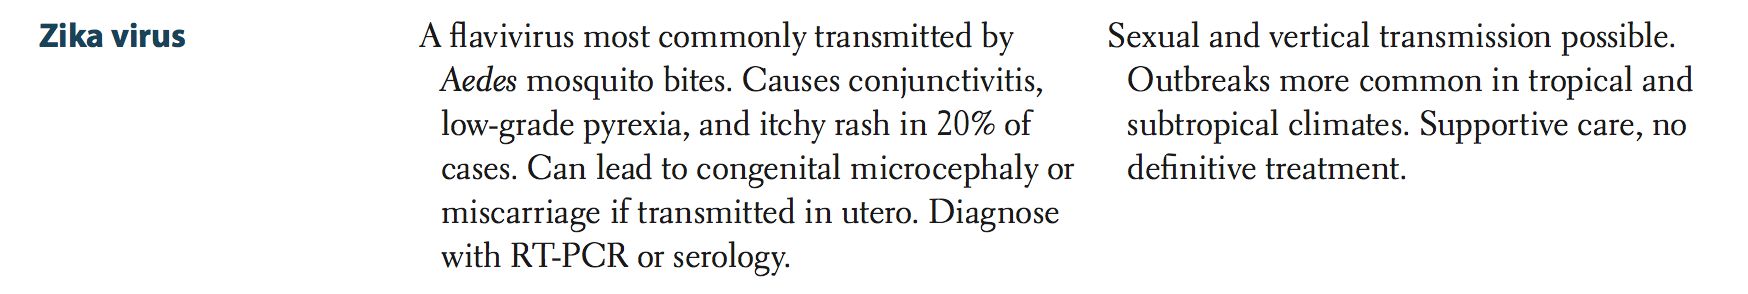 Zika virus
A flavivirus most commonly transmitted by
Aedes mosquito bites. Causes conjunctivitis,
low-grade pyrexia, and itchy rash in 20% of
cases. Can lead to congenital microcephaly or
miscarriage if transmitted in utero. Diagnose
with RT-PCR or serology.
Sexual and vertical transmission possible.
Outbreaks more common in tropical and
subtropical climates. Supportive care, no
definitive treatment.